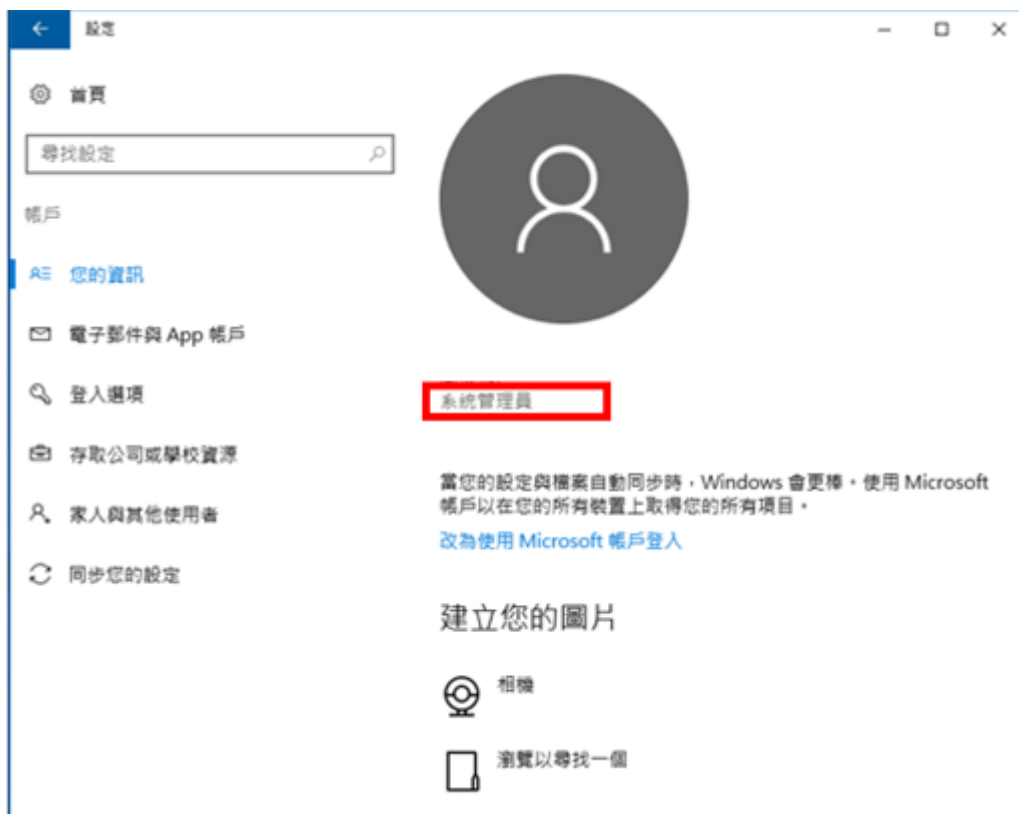 設定
首頁
尋找設定
帳戶
您的資訊
電子郵件與 App 帳戶
登入選項
存取公司或學校資源
家人與其他使用者
同步您的設定
系統管理員
當您的設定與檔案自動同步時，Windows 會更棒。使用 Microsoft
帳戶以在您的所有裝置上取得您的所有項目。
改為使用 Microsoft 帳戶登入
建立您的圖片
相機
瀏覽以尋找一個